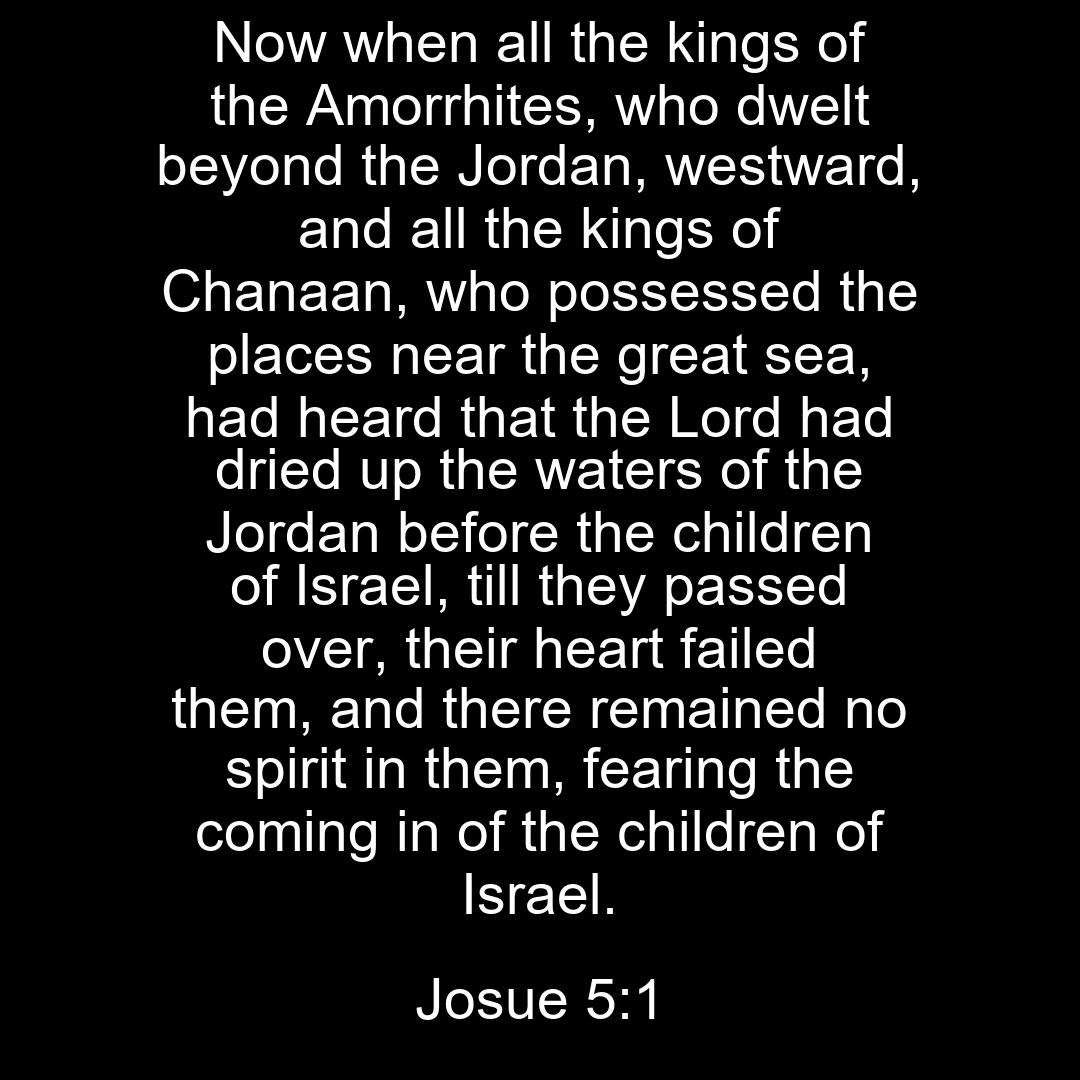 Now when all the kings of
the Amorrhites, who dwelt
beyond the Jordan, westward,
and all the kings of
Chanaan, who possessed the
places near the great sea,
had heard that the Lord had
dried up the waters of the
Jordan before the children
of Israel, till they passed
over, their heart failed
them, and there remained no
spirit in them, fearing the
coming in of the children of
Israel.
Josue 5:1